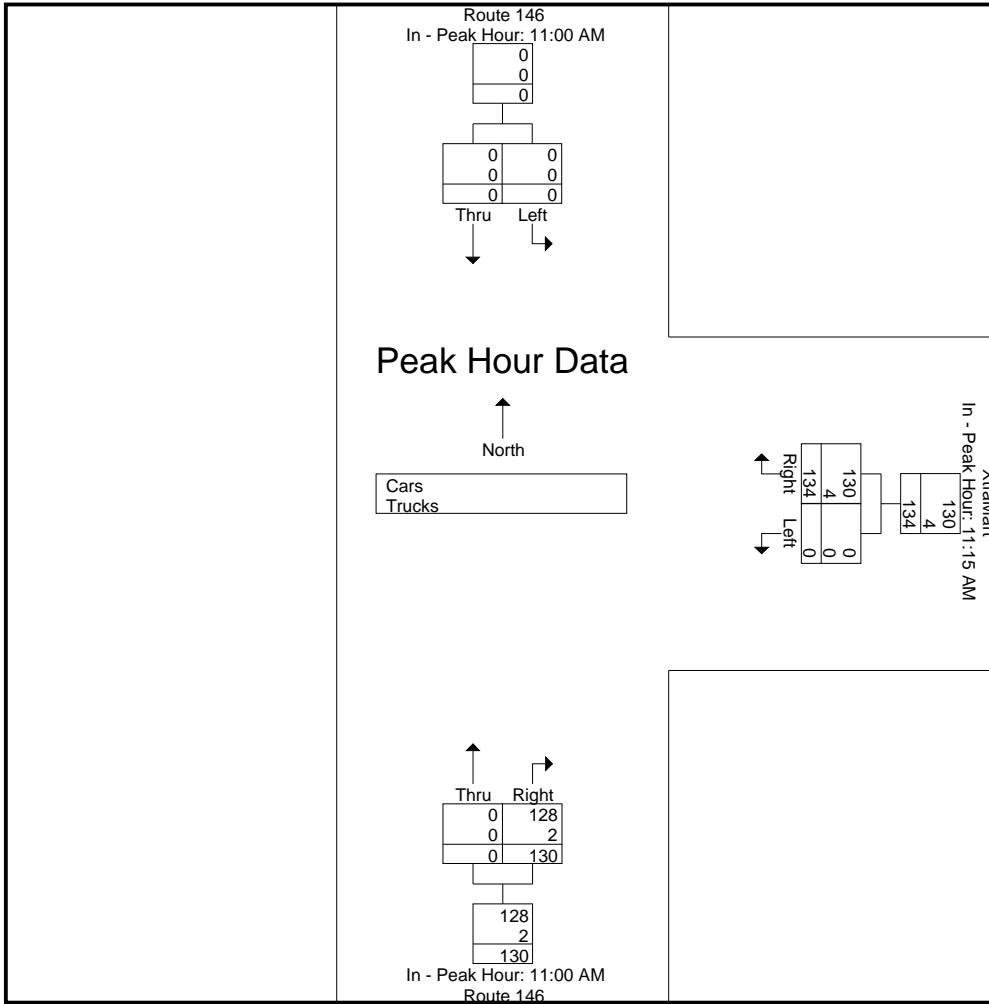 Route 146
In - Peak Hour: 11:00 AM
0
0
0
0 0
0 0
0 0
Thru Left
Peak Hour Data
North
Cars
Trucks
In - Peak Hour: 11:15 AM
130
4
134
130 0
4 0
134 0
Right Left
Thru Right
0 128
0 2
0 130
128
2
130
In - Peak Hour: 11:00 AM
Route 146